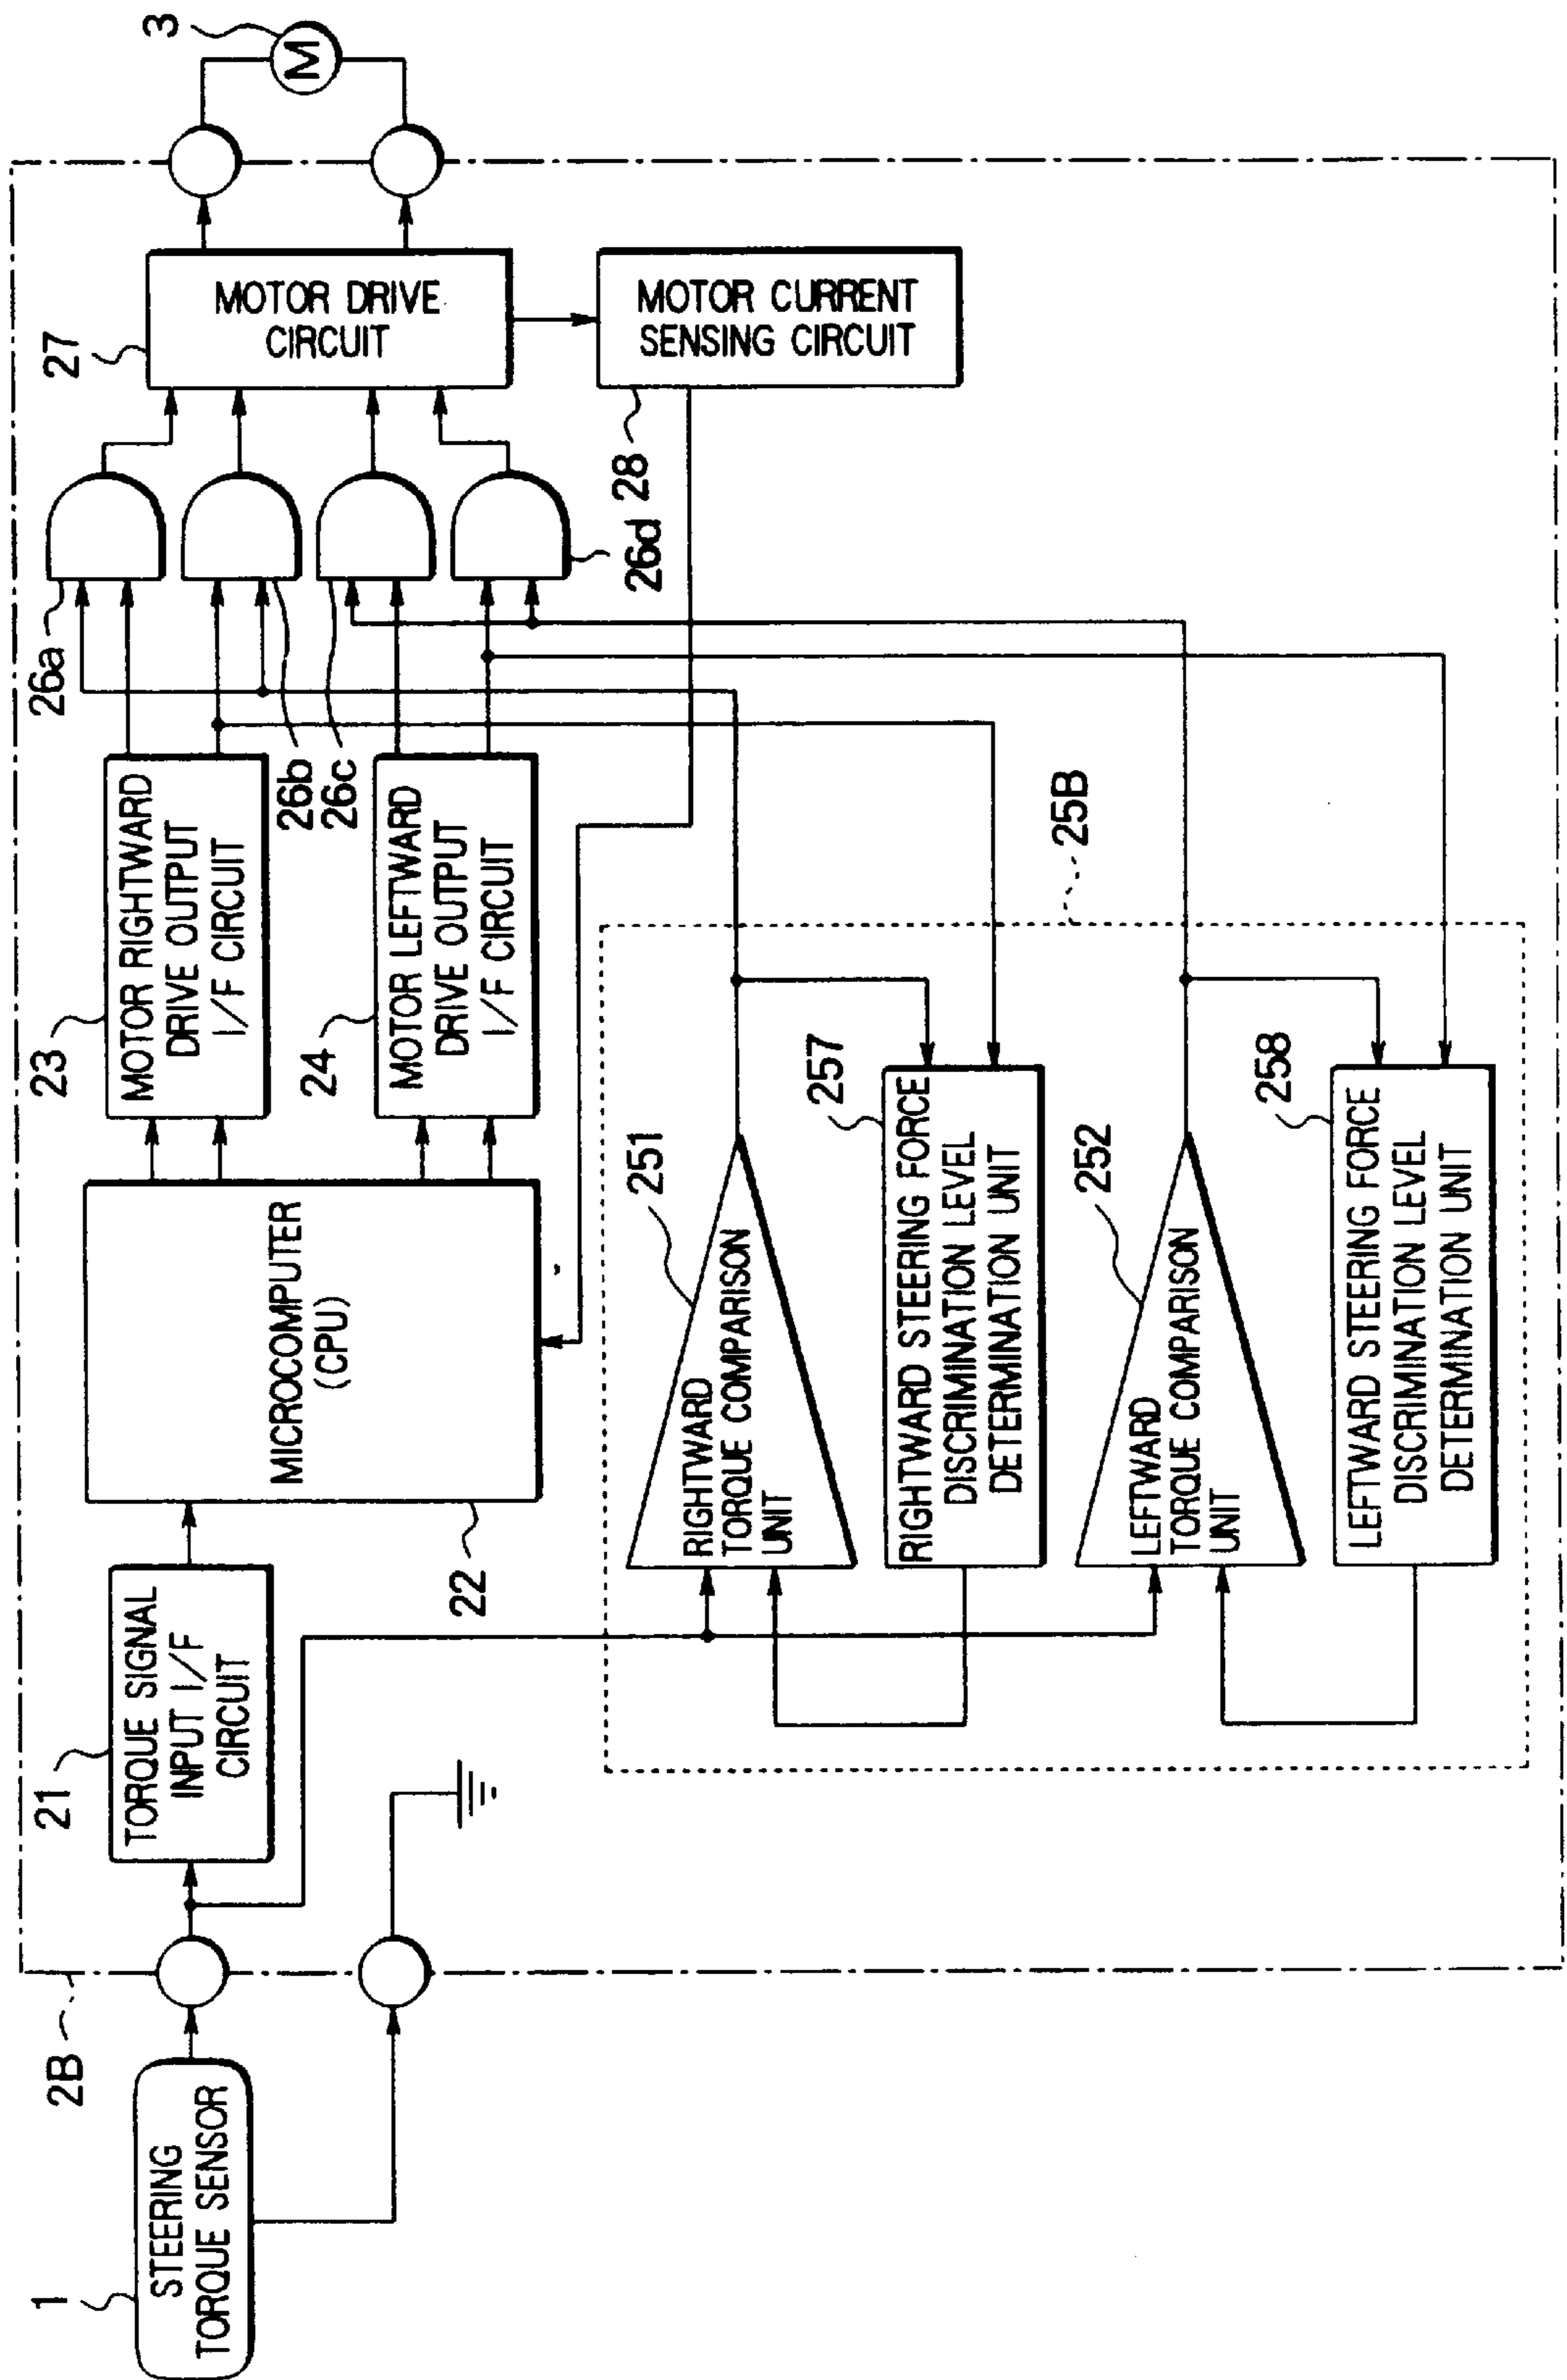 1
STEERING
TORQUE SENSOR
2B
21
TORQUE SIGNAL
INPUT I/F
CIRCUIT
22
MICROCOMPUTER
(CPU)
23
MOTOR RIGHTWARD
DRIVE OUTPUT
I/F CIRCUIT
24
MOTOR LEFTWARD
DRIVE OUTPUT
I/F CIRCUIT
26a
26b
26c
26d
27
MOTOR DRIVE
CIRCUIT
28
MOTOR CURRENT
SENSING CIRCUIT
3
M
25B
251
RIGHTWARD
TORQUE COMPARISON
UNIT
257
RIGHTWARD STEERING FORCE
DISCRIMINATION LEVEL
DETERMINATION UNIT
252
LEFTWARD
TORQUE COMPARISON
UNIT
258
LEFTWARD STEERING FORCE
DISCRIMINATION LEVEL
DETERMINATION UNIT